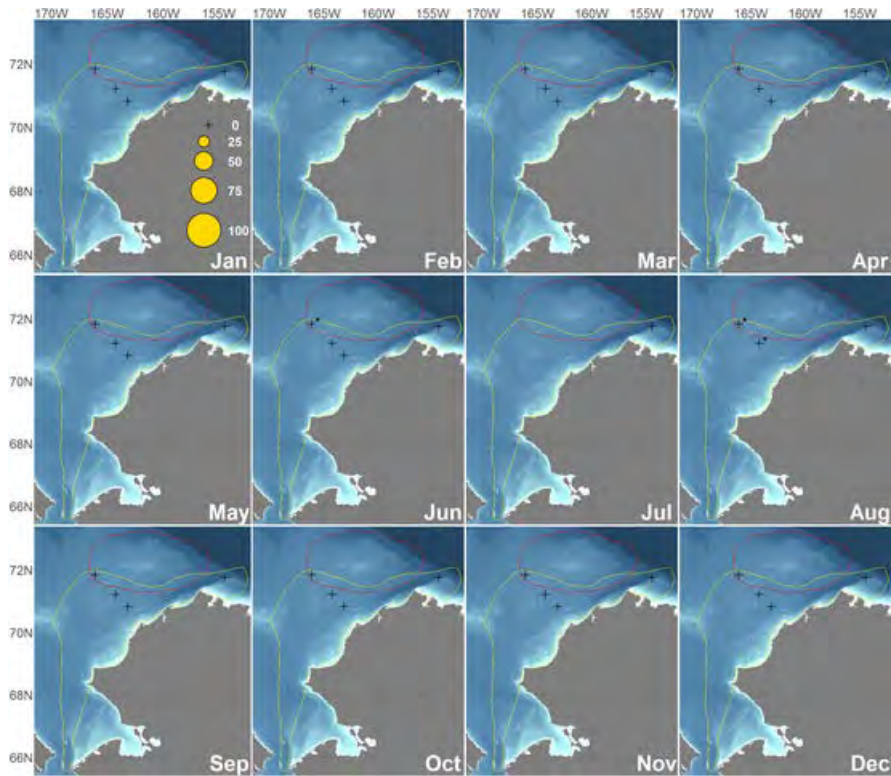 170W 165W 160W 155W 170W 165W 160W 155W 170W 165W 160W 155W 170W 165W 160W 155W
72N
70N
68N
66N
0
25
50
75
100
Jan
Feb
Mar
Apr
72N
70N
68N
66N
May
Jun
Jul
Aug
72N
70N
68N
66N
Sep
Oct
Nov
Dec